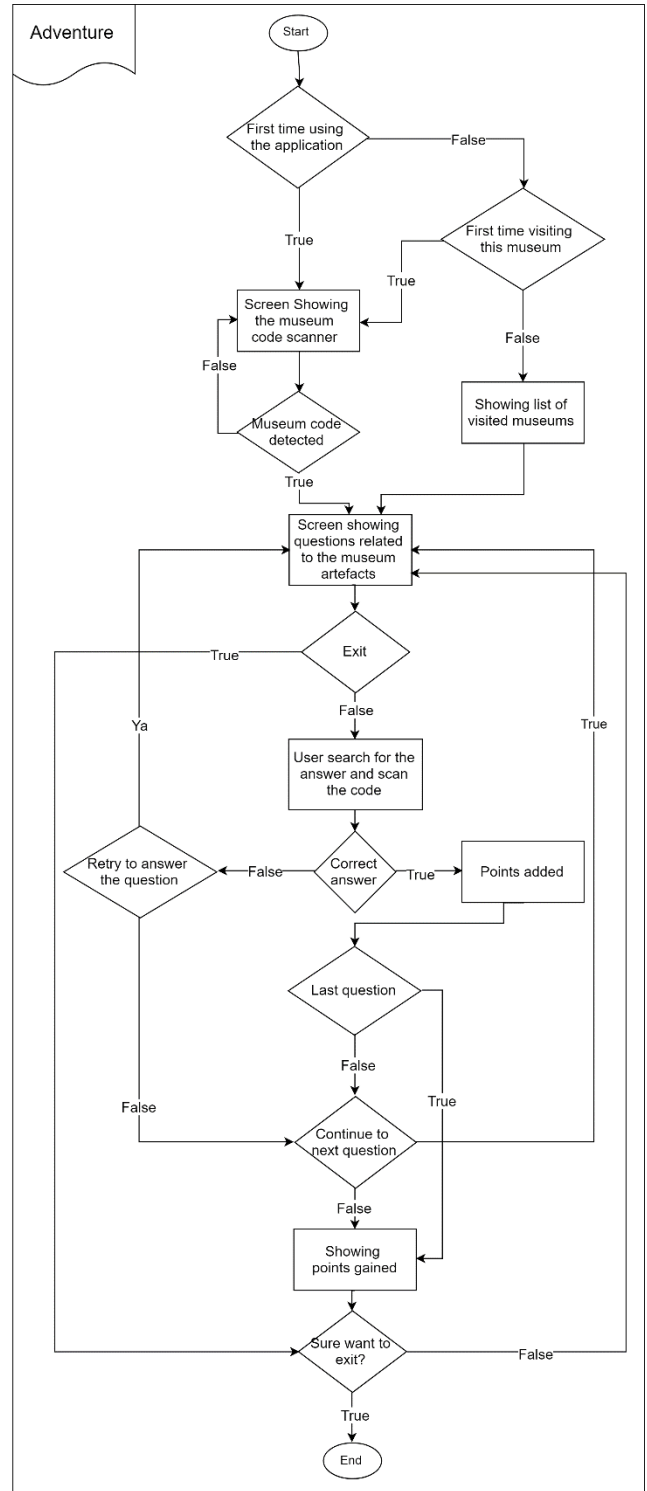 Adventure
Start
First time using
the application
False
First time visiting
this museum
True
True
Screen Showing
the museum
code scanner
False
False
Showing list of
visited museums
Museum code
detected
True
Screen showing
questions related
to the museum
artefacts
True
Exit
False
Ya
True
User search for the
answer and scan
the code
Retry to answer
the question
False
Correct
answer
True
Points added
Last question
False
True
False
Continue to
next question
False
Showing
points gained
Sure want to
exit?
False
True
End